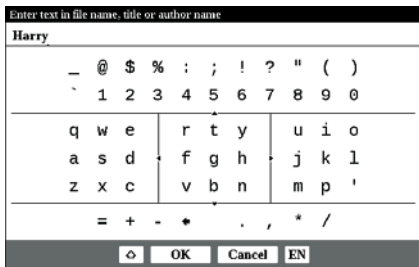 Enter text in file name, title or author name
Harry
_ @ $ % : ; ! ? " ( )
` 1 2 3 4 5 6 7 8 9 0
q w e r t y u i o
a s d f g h j k l
z x c v b n m p '
= + - . , * /
OK Cancel EN